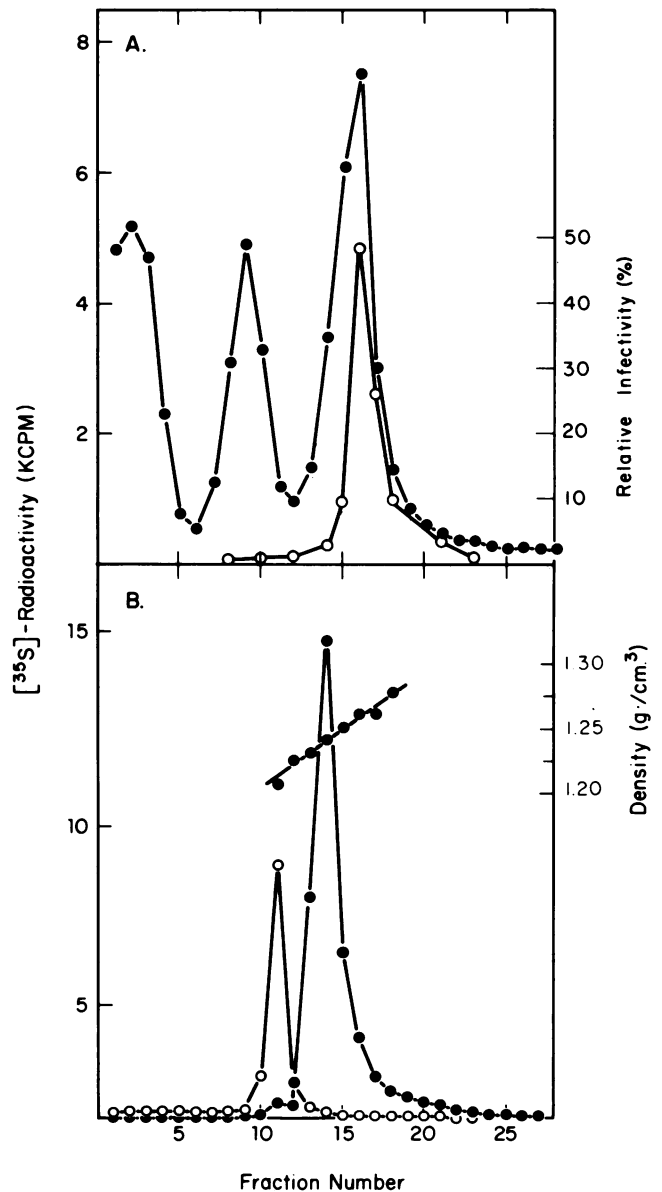 A.
8
6
4
2
50
40
30
20
10
Relative Infectivity (%)
[³⁵S]-Radioactivity (KCPM)
B.
15
10
5
1.30
1.25
1.20
Density (g/cm³)
5 10 15 20 25
Fraction Number